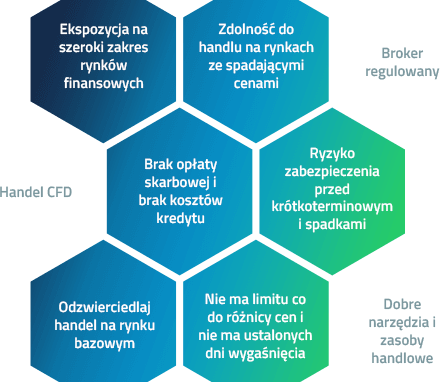 Ekspozycja na
szeroki zakres
rynków
finansowych
Zdolność do
handlu na rynkach
ze spadającymi
cenami
Broker
regulowany
Handel CFD
Brak opłaty
skarbowej i
brak kosztów
kredytu
Ryzyko
zabezpieczenia
przed
krótkoterminowym
i spadkami
Odzwierciedlaj
handel na rynku
bazowym
Nie ma limitu co
do różnicy cen i
nie ma ustalonych
dni wygaśnięcia
Dobre
narzędzia i
zasoby
handlowe